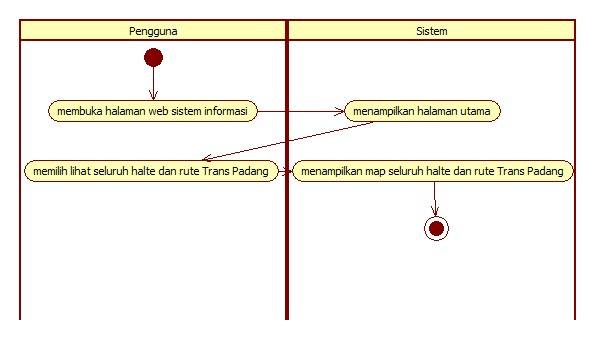 Pengguna
Sistem
membuka halaman web sistem informasi
menampilkan halaman utama
memilih lihat seluruh halte dan rute Trans Padang
menampilkan map seluruh halte dan rute Trans Padang